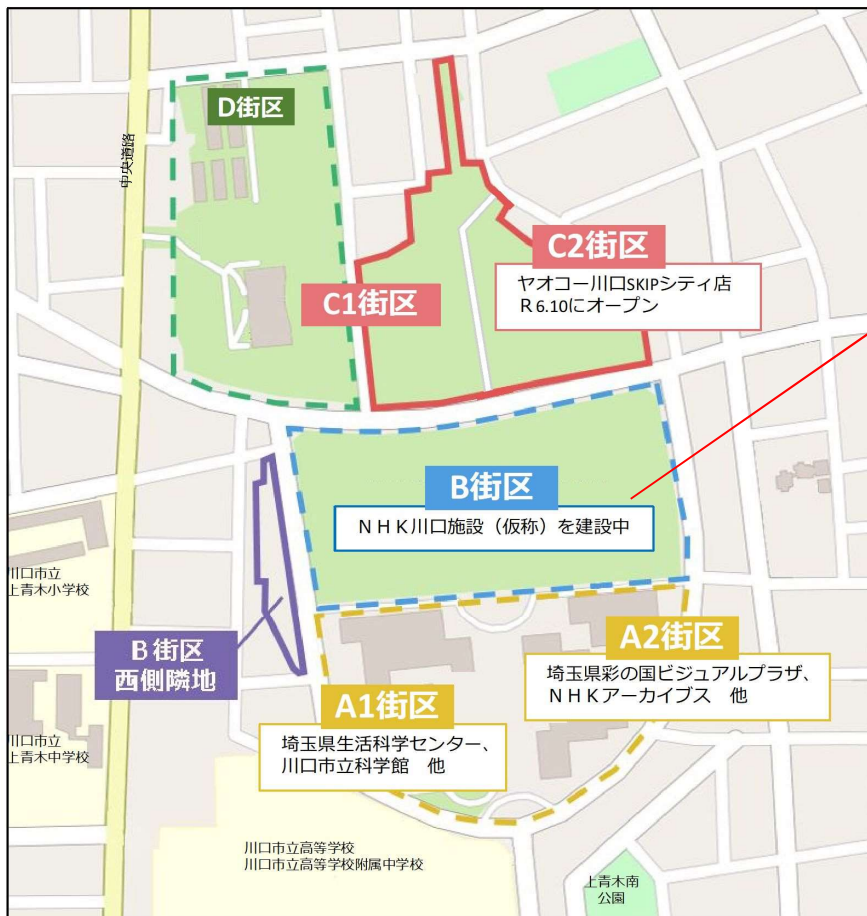 D街区
中央道路
C2街区
ヤオコー川口SKIPシティ店
R6.10にオープン
C1街区
B街区
NHK川口施設（仮称）を建設中
川口市立
上青木小学校
B街区
西側隣地
A2街区
埼玉県彩の国ビジュアルプラザ、
NHKアーカイブス 他
A1街区
埼玉県生活科学センター、
川口市立科学館 他
川口市立
上青木中学校
川口市立高等学校
川口市立高等学校附属中学校
上青木南
公園